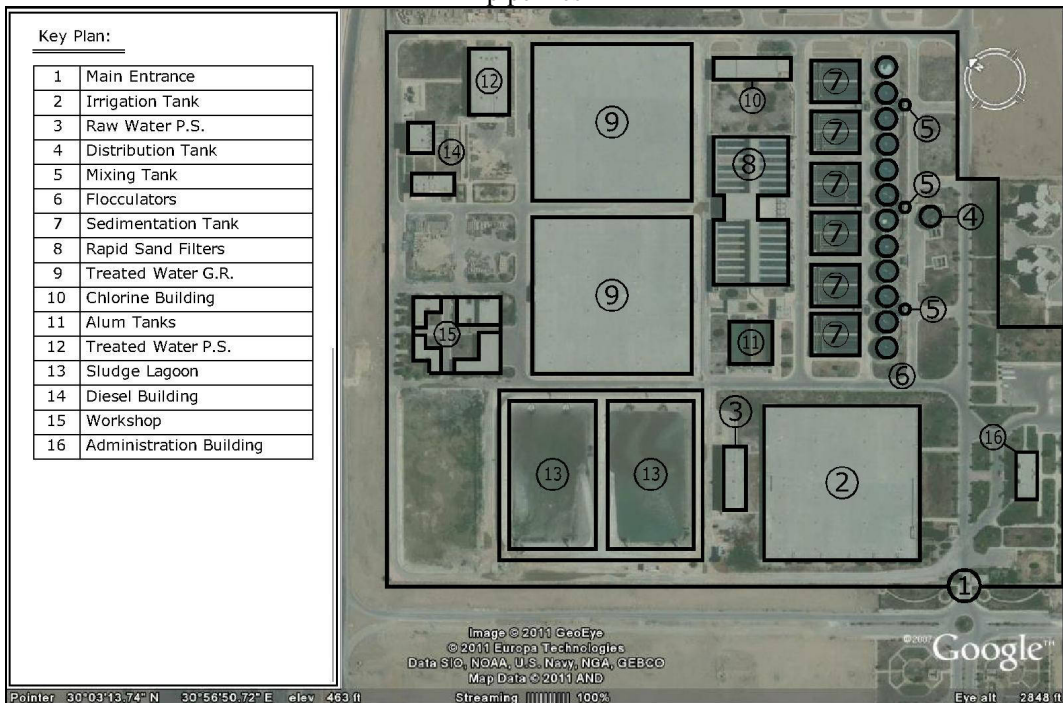 Key Plan:
1 Main Entrance
2 Irrigation Tank
3 Raw Water P.S.
4 Distribution Tank
5 Mixing Tank
6 Flocculators
7 Sedimentation Tank
8 Rapid Sand Filters
9 Treated Water G.R.
10 Chlorine Building
11 Alum Tanks
12 Treated Water P.S.
13 Sludge Lagoon
14 Diesel Building
15 Workshop
16 Administration Building
12
9
10
7
5
14
8
7
7
5
4
7
9
15
11
7
5
7
6
3
16
13
13
2
1
N
Image © 2011 GeoEye
© 2011 Europa Technologies
Data SIO, NOAA, U.S. Navy, NGA, GEBCO
Map Data © 2011 AND
©2007 Google™
Pointer 30°03'13.74" N 30°56'50.72" E elev 463 ft Streaming |||||||||| 100% Eye alt 2848 ft